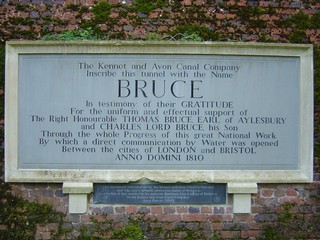 The Kennet and Avon Canal Company
Inscribe this tunnel with the Name
BRUCE
In testimony of their GRATITUDE
For the uniform and effectual support of
The Right Honourable THOMAS BRUCE EARL of AYLESBURY
and CHARLES LORD BRUCE his Son
Through the whole Progress of this great National Work
By which a direct communication by Water was opened
Between the cities of LONDON and BRISTOL
ANNO DOMINI 1810